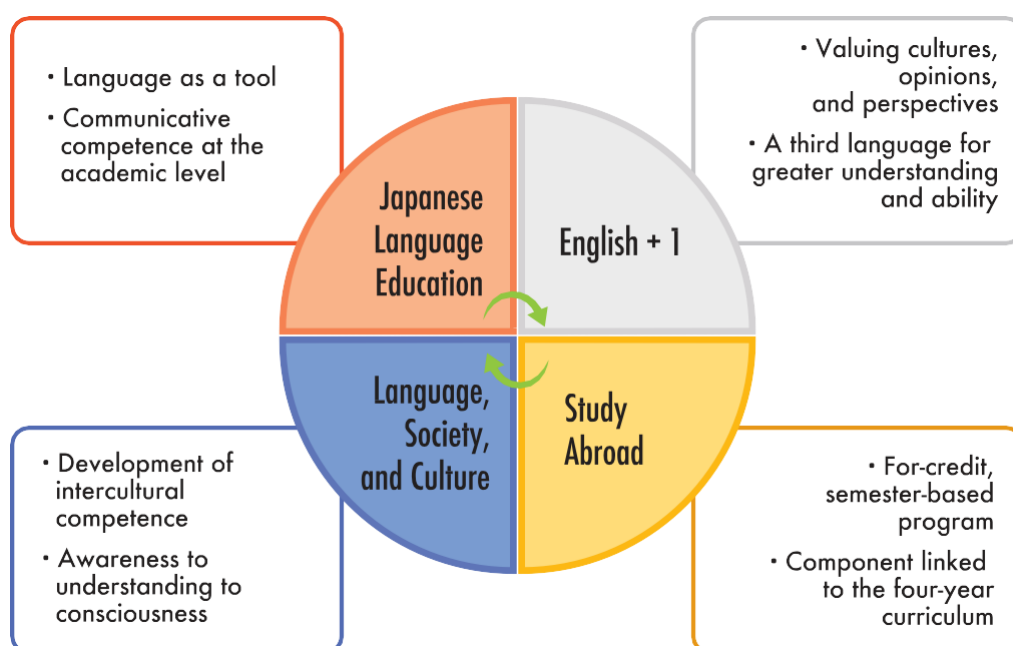 • Language as a tool
• Communicative
competence at the
academic level
• Valuing cultures,
opinions,
and perspectives
• A third language for
greater understanding
and ability
Japanese
Language
Education
English + 1
Language,
Society,
and Culture
Study
Abroad
• Development of
intercultural
competence
• Awareness to
understanding to
consciousness
• For-credit,
semester-based
program
• Component linked
to the four-year
curriculum